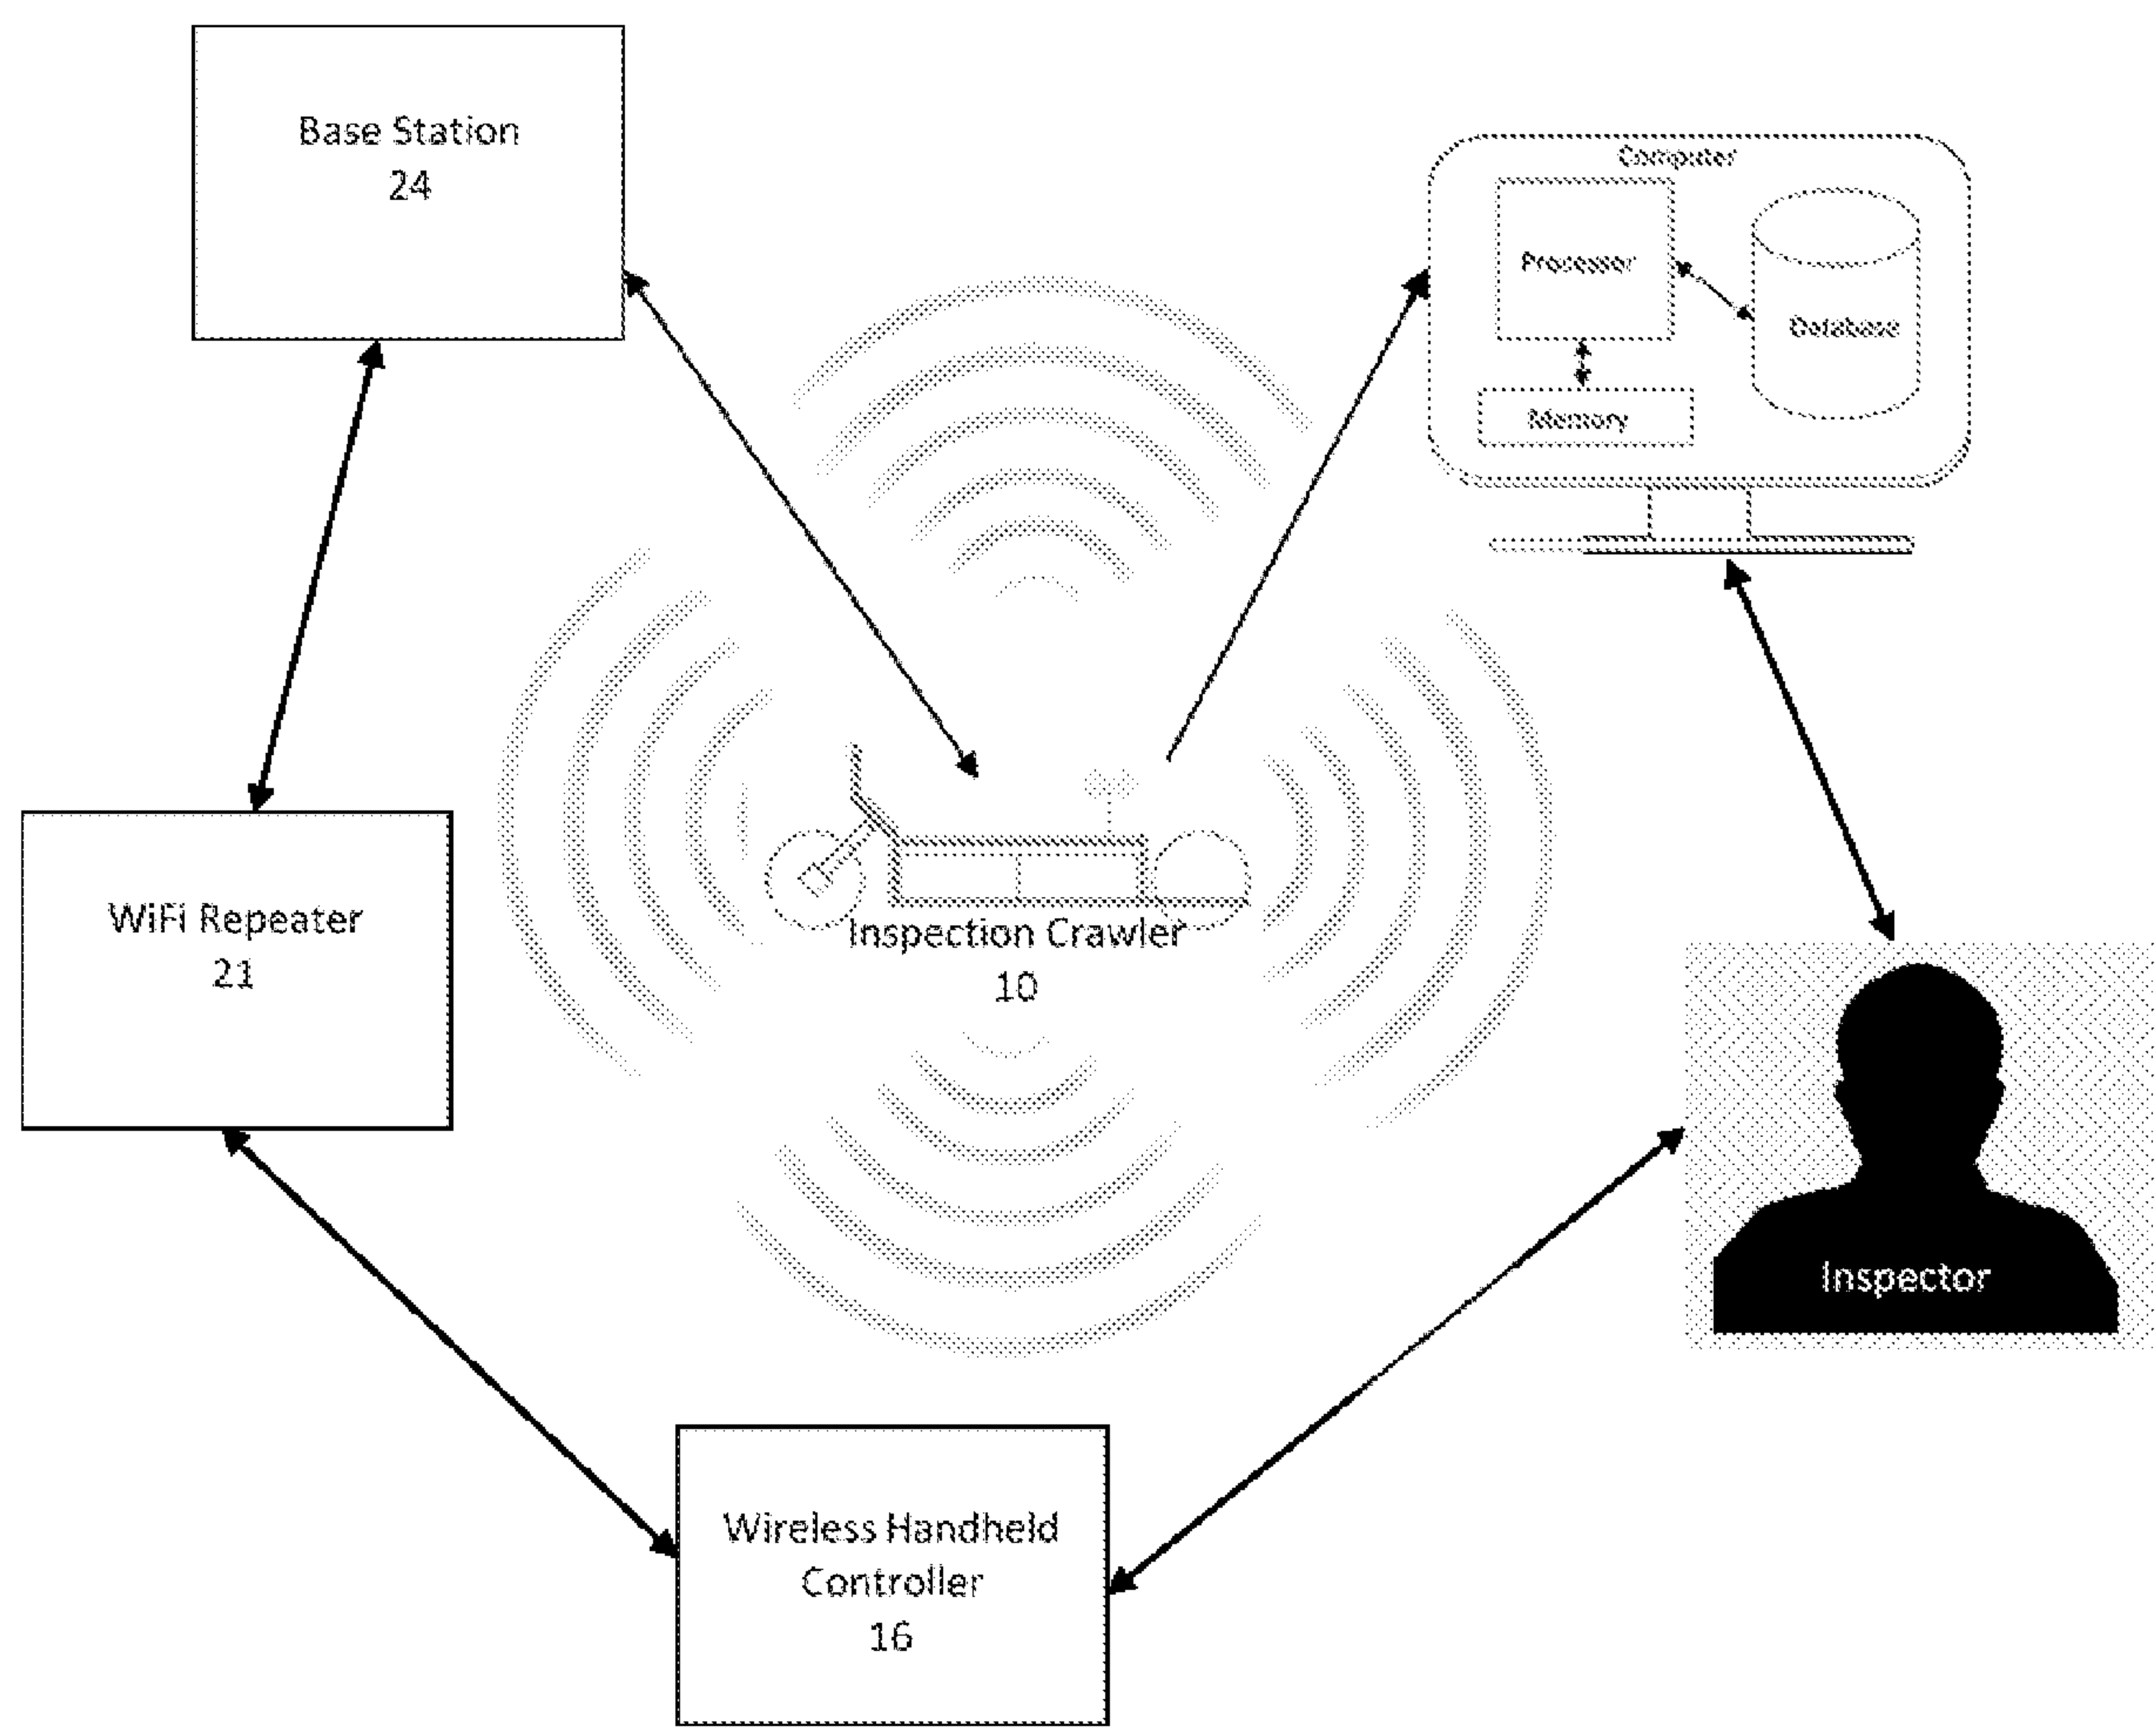 Base Station
24
Computer
Processor
Database
Memory
WiFi Repeater
21
Inspection Crawler
10
Inspector
Wireless Handheld
Controller
16